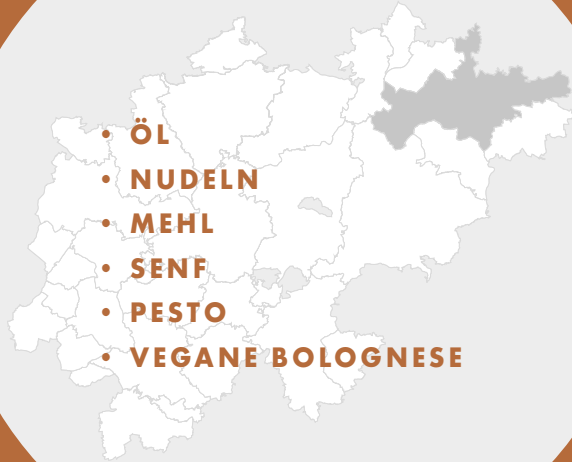 • ÖL
• NUDELN
• MEHL
• SENF
• PESTO
• VEGANE BOLOGNESE